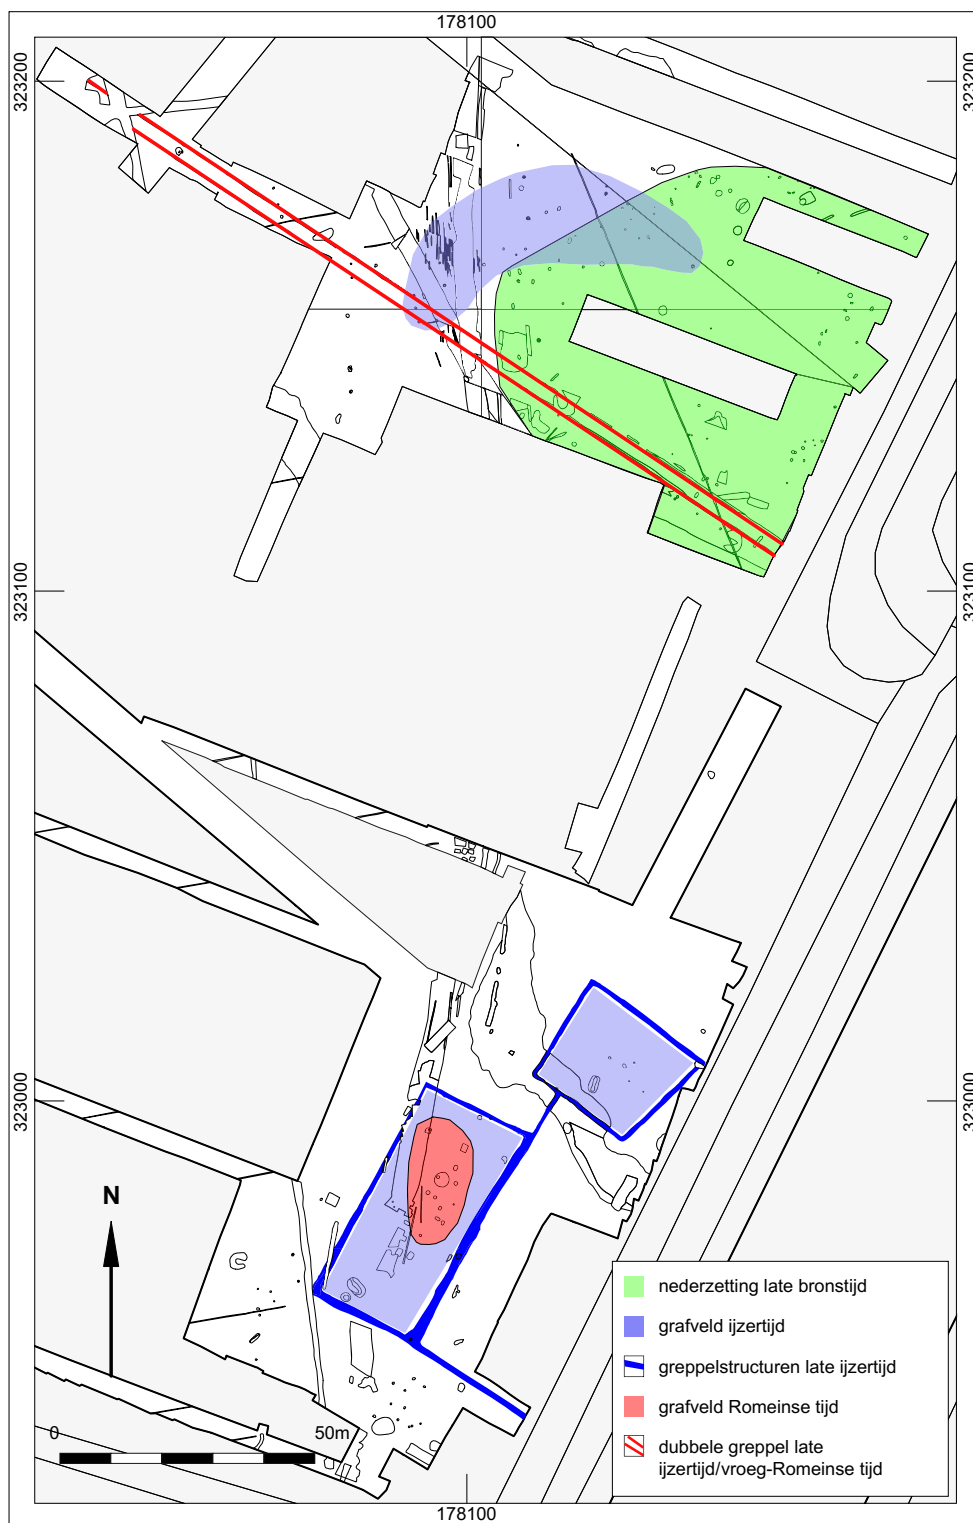 178100
323200
323200
323100
323100
323000
323000
N
0
50m
nederzetting late bronstijd
grafveld ijzertijd
greppelstructuren late ijzertijd
grafveld Romeinse tijd
dubbele greppel late
ijzertijd/vroeg-Romeinse tijd
178100